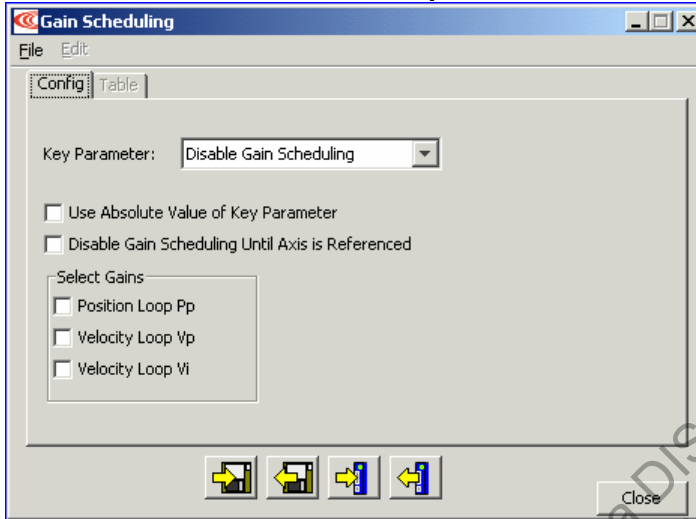 Gain Scheduling
File Edit
Config Table
Key Parameter: Disable Gain Scheduling
Use Absolute Value of Key Parameter
Disable Gain Scheduling Until Axis is Referenced
Select Gains
Position Loop Pp
Velocity Loop Vp
Velocity Loop Vi
Close
a DIS